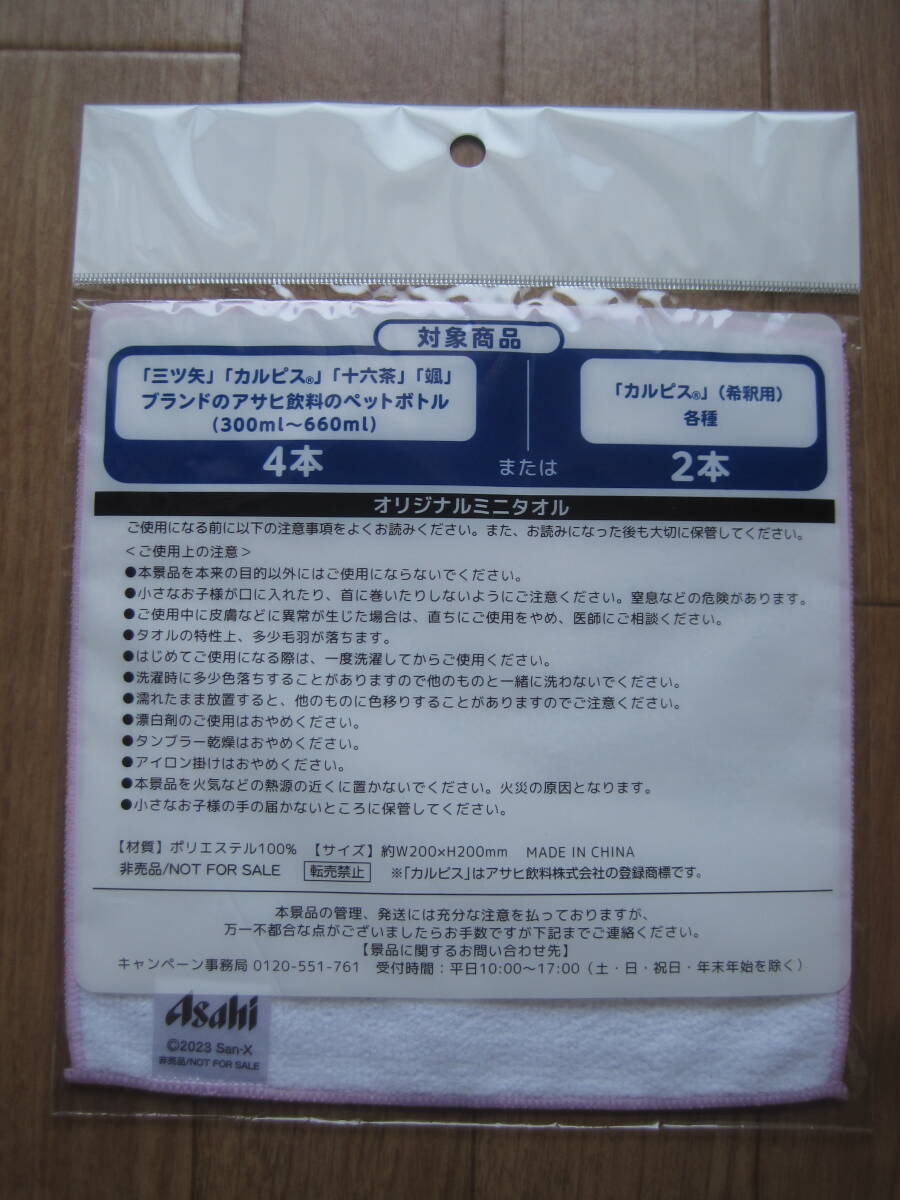 対象商品
「三ツ矢」「カルピス®」「十六茶」「颯」
ブランドのアサヒ飲料のペットボトル
(300ml〜660ml)
4本
または
「カルピス®」(希釈用)
各種
2本
オリジナルミニタオル
ご使用になる前に以下の注意事項をよくお読みください。また、お読みになった後も大切に保管してください。
＜ご使用上の注意＞
●本景品を本来の目的以外にはご使用にならないでください。
●小さなお子様が口に入れたり、首に巻いたりしないようにご注意ください。窒息などの危険があります。
●ご使用中に皮膚などに異常が生じた場合は、直ちにご使用をやめ、医師にご相談ください。
●タオルの特性上、多少毛羽が落ちます。
●はじめてご使用になる際は、一度洗濯してからご使用ください。
●洗濯時に多少色落ちすることがありますので他のものと一緒に洗わないでください。
●濡れたまま放置すると、他のものに色移りすることがありますのでご注意ください。
●漂白剤のご使用はおやめください。
●タンブラー乾燥はおやめください。
●アイロン掛けはおやめください。
●本景品を火気などの熱源の近くに置かないでください。火災の原因となります。
●小さなお子様の手の届かないところに保管してください。
【材質】ポリエステル100% 【サイズ】約W200×H200mm MADE IN CHINA
非売品/NOT FOR SALE 転売禁止 ※「カルピス」はアサヒ飲料株式会社の登録商標です。
本景品の管理、発送には充分な注意を払っておりますが、
万一不都合な点がございましたらお手数ですが下記までご連絡ください。
【景品に関するお問い合わせ先】
キャンペーン事務局 0120-551-761 受付時間：平日10:00〜17:00（土・日・祝日・年末年始を除く）
Asahi
©2023 San-X
非売品/NOT FOR SALE